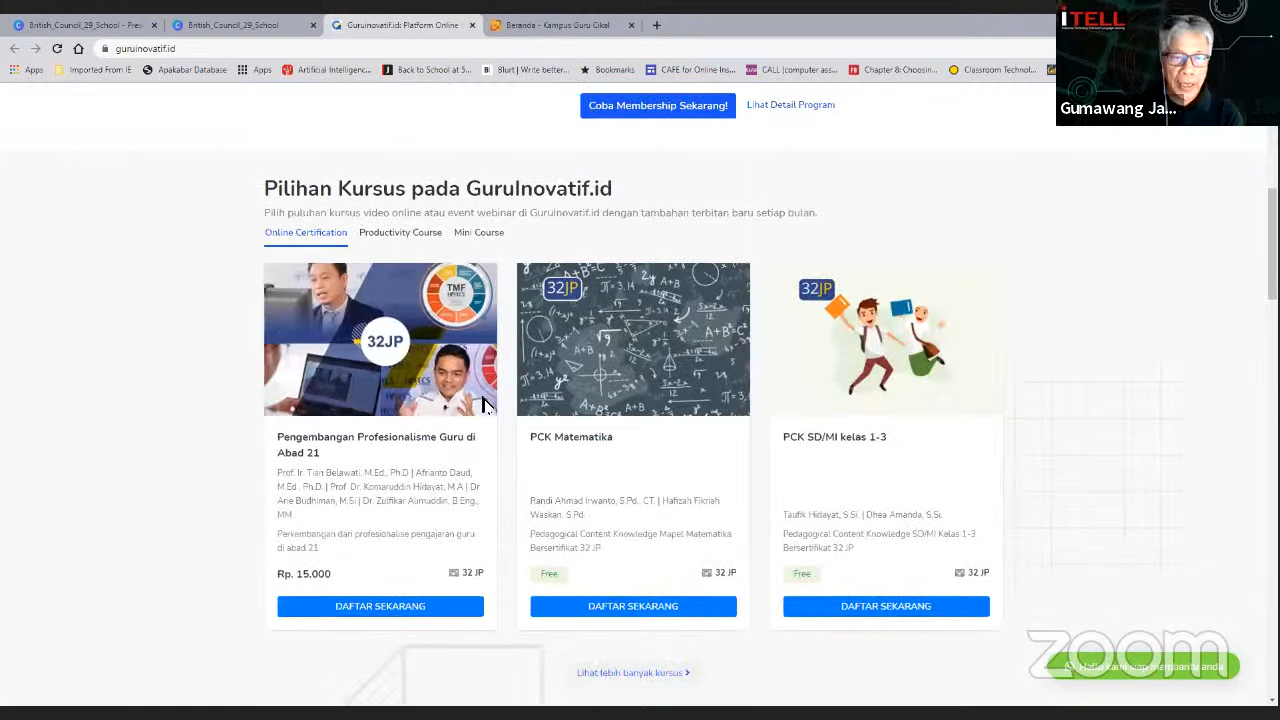 British_Council_29_School – Pres
British_Council_29_School
Form Online
Beranda - PCK Guru Cikal
guruinovatif.id
Apps
Imported From IE
Apakabar Database
Apps
Artificial Intelligenc
Back to School at 5...
Blurt | Write better...
Bookmarks
CAFE for Online Ins...
CALL (computer ass...
Chapter & Choosin...
Classroom Technol...
iTELL
Gumawang Ja...
Coba Membership Sekarang!
Lihat Detail Program
Pilihan Kursus pada GuruInovatif.id
Pilih puluhan kursus video online atau event webinar di GuruInovatif.id dengan tambahan terbitan baru setiap bulan.
Online Certification
Productivity Course
Mini Course
TMF
32JP
32JP
32JP
Pengembangan Profesionalisme Guru di
Abad 21
Prof. Ir. Tian Belawati, M.Ed., Ph.D | Afrianto Daud,
M.Ed., Ph.D. | Prof. Dr. Komaruddin Hidayat, M.A | Dr
Arie Budhiman, M.Si | Dr. Zulfikar Alimuddin, B.Eng.,
MM
Perkembangan dan profesionalise pengajaran guru
di abad 21
Rp. 15.000
32 JP
DAFTAR SEKARANG
PCK Matematika
Randi Ahmad Irwanto, S.Pd., CT. | Hafizah Fikriah
Waskan, S.Pd.
Pedagogical Content Knowledge Mapel Matematika
Bersertifikat 32 JP
Free
32 JP
DAFTAR SEKARANG
PCK SD/MI kelas 1-3
Taufik Hidayat, S.Si. | Dhea Amanda, S.Si.
Pedagogical Content Knowledge SD/MI Kelas 1-3
Bersertifikat 32 JP
Free
32 JP
DAFTAR SEKARANG
Lihat lebih banyak kursus
Hallo kami siap membantu anda
zoom